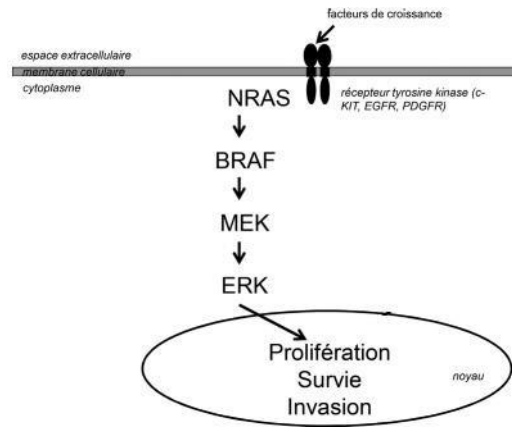 facteurs de croissance
espace extracellulaire
membrane cellulaire
cytoplasme
récepteur tyrosine kinase (c-
KIT, EGFR, PDGFR)
NRAS
BRAF
MEK
ERK
Prolifération
Survie
Invasion
noyau